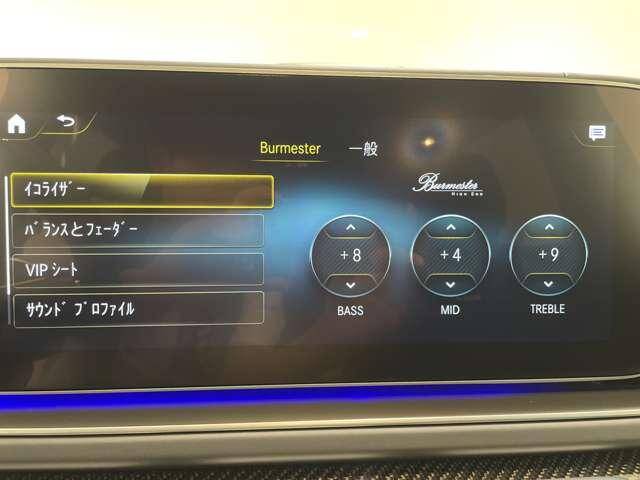 Burmester 一般
ｲｺﾗｲｻﾞｰ
ﾊﾞﾗﾝｽとﾌｪｰﾀﾞｰ
VIP ｼｰﾄ
ｻｳﾝﾄﾞ ﾌﾟﾛﾌｧｲﾙ
Burmester
HIGH END
+8 +4 +9
BASS MID TREBLE